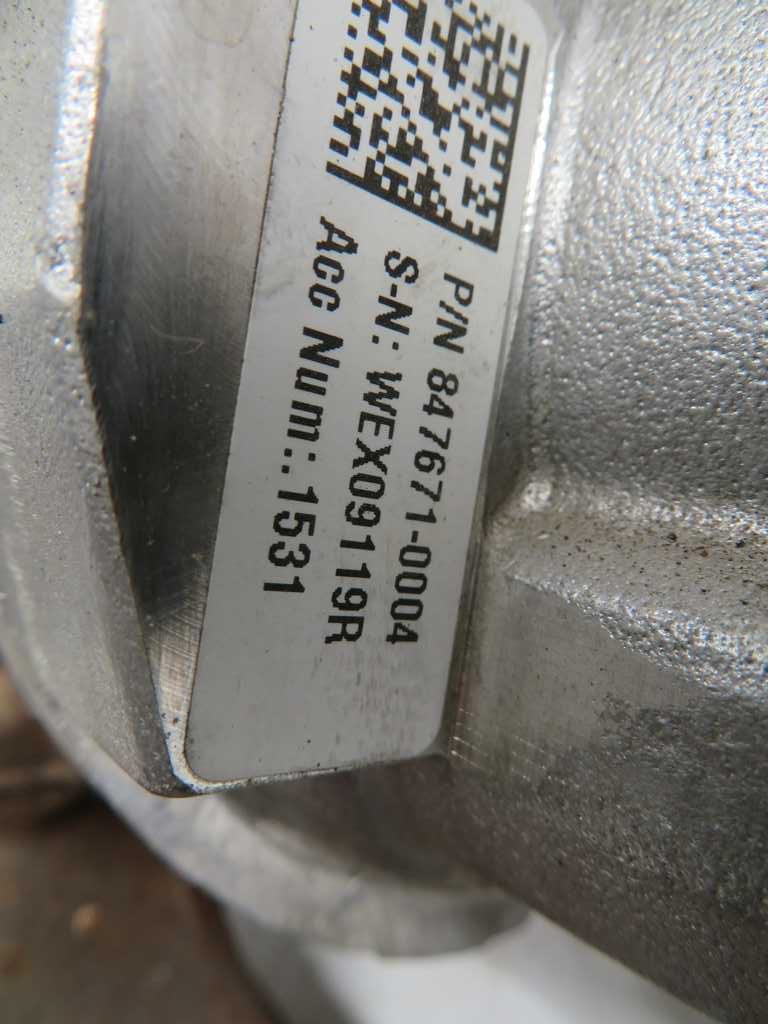 P/N 847671-0004
S-N: WEX09119R
Acc Num:. 1531